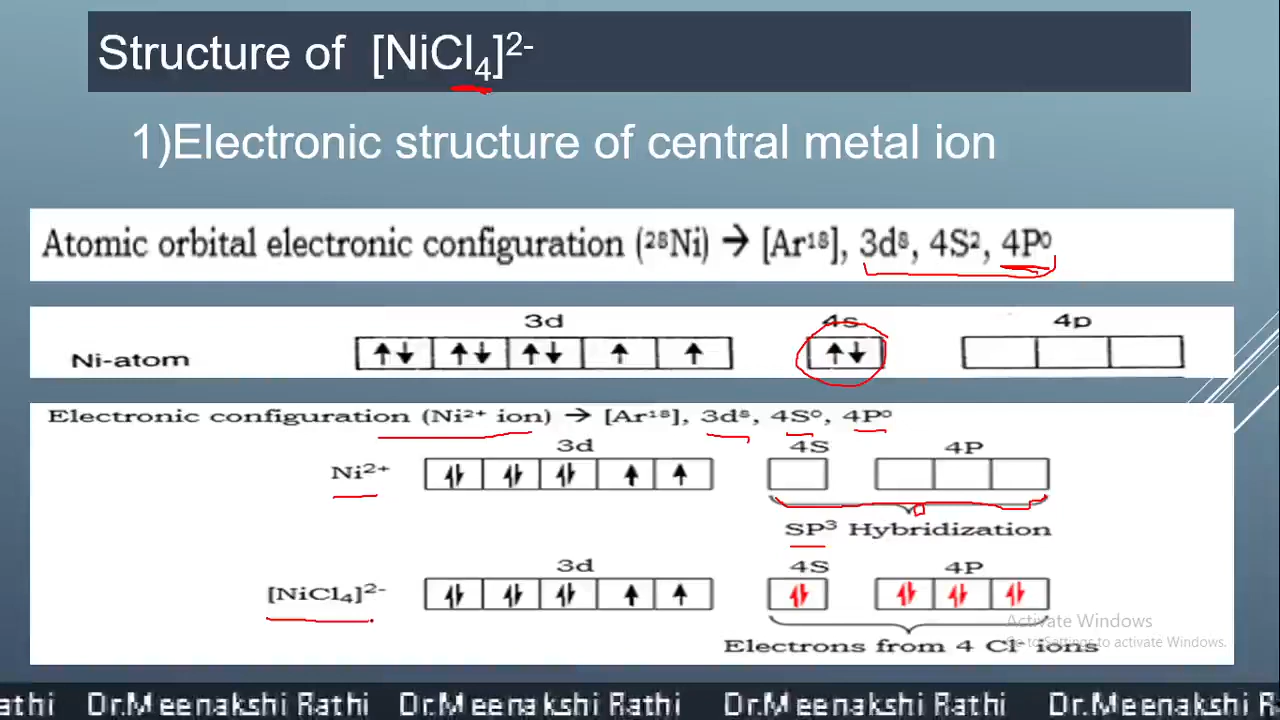 Structure of [NiCl₄]²⁻
1)Electronic structure of central metal ion
Atomic orbital electronic configuration (²⁸Ni) → [Ar¹⁸], 3d⁸, 4S², 4P⁰
3d 4s 4p
Ni-atom
Electronic configuration (Ni²⁺ ion) → [Ar¹⁸], 3d⁸, 4S⁰, 4P⁰
3d 4S 4P
Ni²⁺
SP³ Hybridization
3d 4S 4P
[NiCl₄]²⁻
Electrons from 4 Cl⁻ ions
Activate Windows
Go to Settings to activate Windows.
athi Dr.Meenakshi Rathi Dr.Meenakshi Rathi Dr.Meenakshi Rathi Dr.Meenakshi R